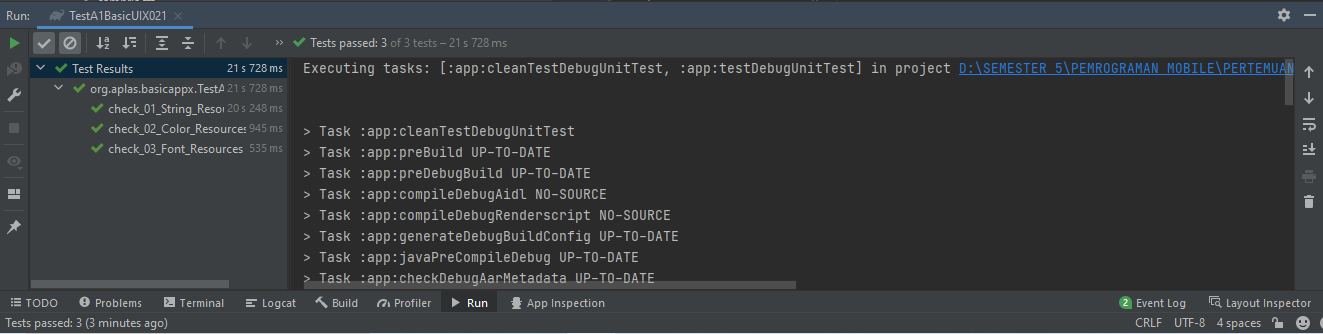 Run: TestA1BasicUIX021
Tests passed: 3 of 3 tests – 21 s 728 ms
Test Results 21 s 728 ms
org.aplas.basicappx.TestA 21 s 728 ms
check_01_String_Resou 20 s 248 ms
check_02_Color_Resources 945 ms
check_03_Font_Resources 535 ms
Executing tasks: [:app:cleanTestDebugUnitTest, :app:testDebugUnitTest] in project D:\SEMESTER 5\PEMROGRAMAN MOBILE\PERTEMUAN
> Task :app:cleanTestDebugUnitTest
> Task :app:preBuild UP-TO-DATE
> Task :app:preDebugBuild UP-TO-DATE
> Task :app:compileDebugAidl NO-SOURCE
> Task :app:compileDebugRenderscript NO-SOURCE
> Task :app:generateDebugBuildConfig UP-TO-DATE
> Task :app:javaPreCompileDebug UP-TO-DATE
> Task :app:checkDebugAarMetadata UP-TO-DATE
TODO Problems Terminal Logcat Build Profiler Run App Inspection 2 Event Log Layout Inspector
Tests passed: 3 (3 minutes ago) CRLF UTF-8 4 spaces